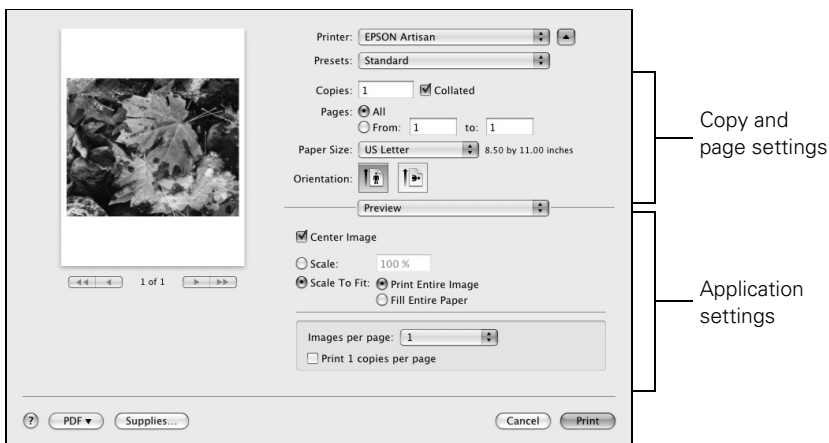 Printer: EPSON Artisan
Presets: Standard
Copies: 1 Collated
Pages: All
From: 1 to: 1
Paper Size: US Letter 8.50 by 11.00 inches
Orientation:
Preview
Center Image
Scale: 100 %
Scale To Fit: Print Entire Image
Fill Entire Paper
Images per page: 1
Print 1 copies per page
1 of 1
? PDF Supplies... Cancel Print
Copy and
page settings
Application
settings